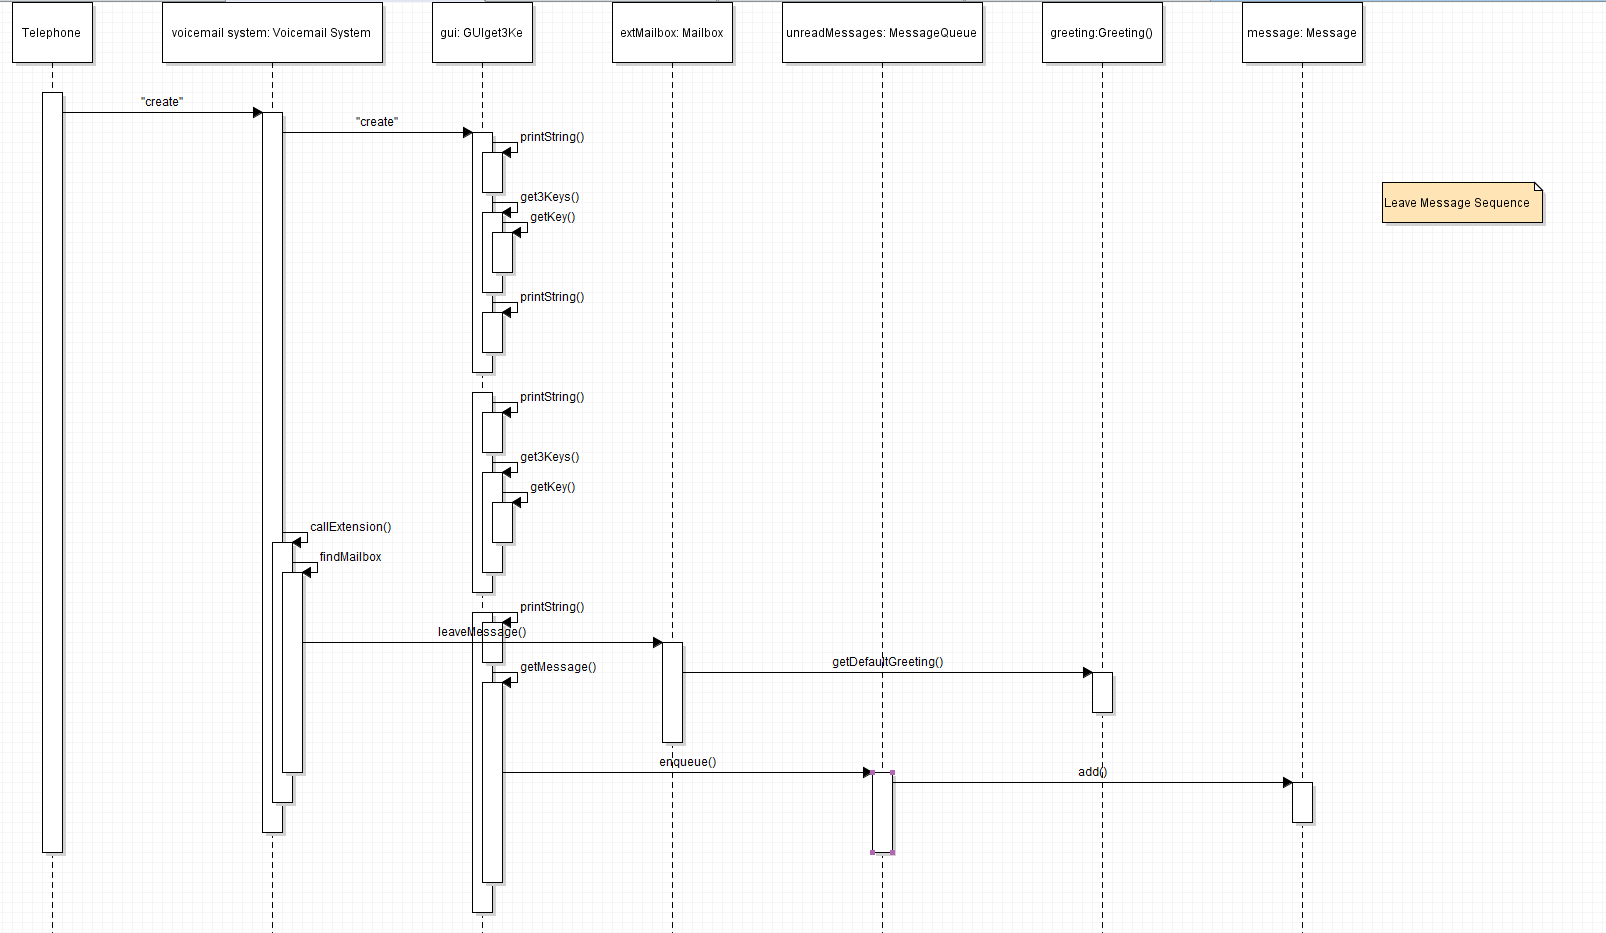 Telephone
voicemail system: Voicemail System
gui: GUIget3Ke
extMailbox: Mailbox
unreadMessages: MessageQueue
greeting:Greeting()
message: Message
"create"
"create"
printString()
get3Keys()
Leave Message Sequence
getKey()
printString()
printString()
get3Keys()
getKey()
callExtension()
findMailbox
printString()
leaveMessage()
getDefaultGreeting()
getMessage()
enqueue()
add()